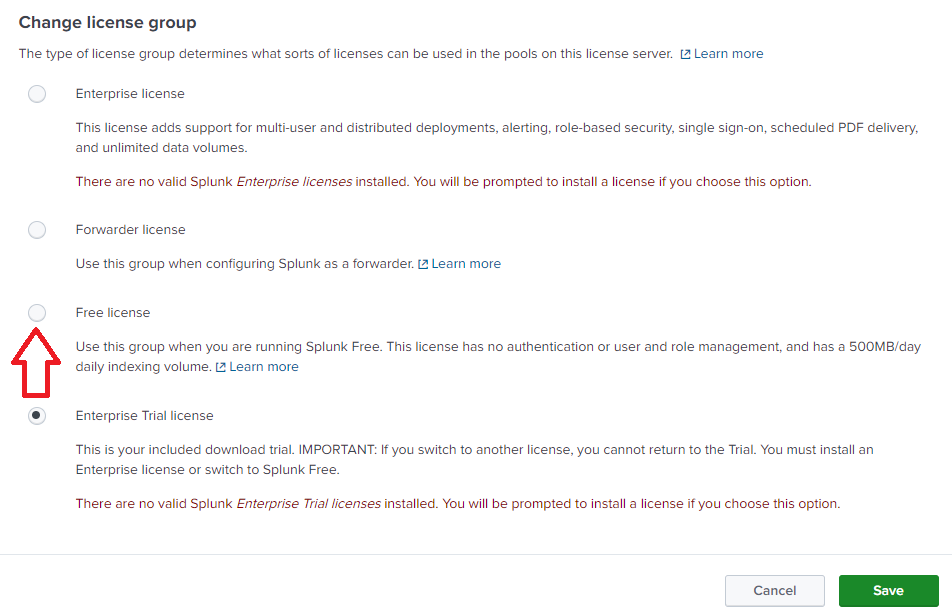 Change license group
The type of license group determines what sorts of licenses can be used in the pools on this license server. Learn more
Enterprise license
This license adds support for multi-user and distributed deployments, alerting, role-based security, single sign-on, scheduled PDF delivery,
and unlimited data volumes.
There are no valid Splunk Enterprise licenses installed. You will be prompted to install a license if you choose this option.
Forwarder license
Use this group when configuring Splunk as a forwarder. Learn more
Free license
Use this group when you are running Splunk Free. This license has no authentication or user and role management, and has a 500MB/day
daily indexing volume. Learn more
Enterprise Trial license
This is your included download trial. IMPORTANT: If you switch to another license, you cannot return to the Trial. You must install an
Enterprise license or switch to Splunk Free.
There are no valid Splunk Enterprise Trial licenses installed. You will be prompted to install a license if you choose this option.
Cancel
Save